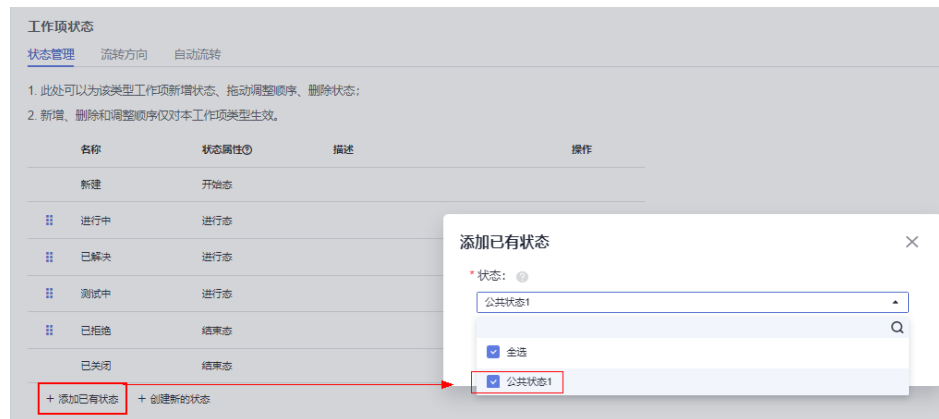 工作项状态
状态管理 流转方向 自动流转
1. 此处可以为该类型工作项新增状态、拖动调整顺序、删除状态；
2. 新增、删除和调整顺序仅对本工作项类型生效。
名称 状态属性 描述 操作
新建 开始态
进行中 进行态
已解决 进行态
测试中 进行态
已拒绝 结束态
已关闭 结束态
+ 添加已有状态 + 创建新的状态
添加已有状态
*状态：
公共状态1
全选
公共状态1